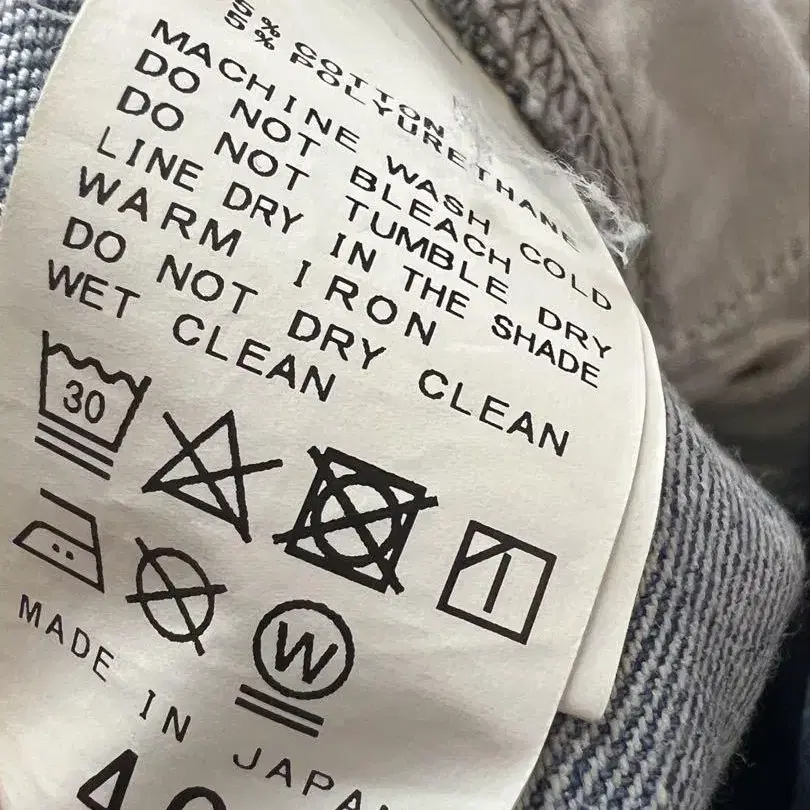 5% COTTON
5% POLYURETHANE
MACHINE WASH COLD
DO NOT BLEACH
DO NOT TUMBLE DRY
LINE DRY IN THE SHADE
WARM IRON
DO NOT DRY CLEAN
WET CLEAN
30
W
MADE IN JAPAN